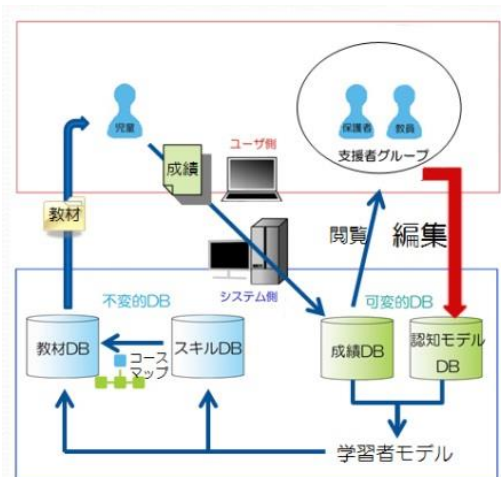 児童
保護者
教員
支援者グループ
ユーザ側
成績
教材
閲覧
編集
システム側
不変的DB
可変的DB
教材DB
スキルDB
コース
マップ
成績DB
認知モデル
DB
学習者モデル